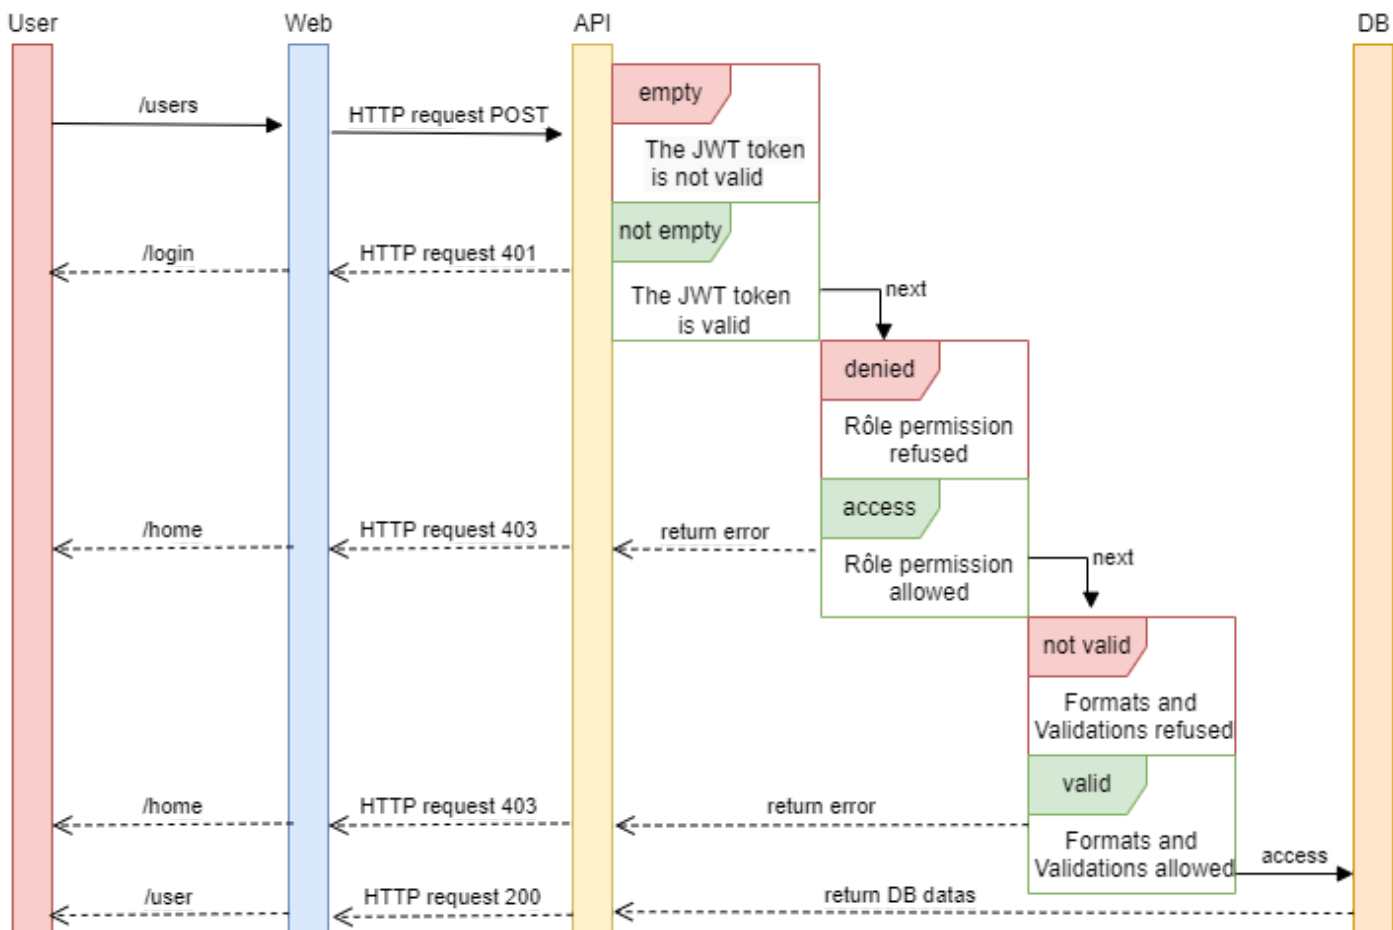 User
Web
API
DB
/users
HTTP request POST
empty
The JWT token
is not valid
not empty
/login
HTTP request 401
The JWT token
is valid
next
denied
Rôle permission
refused
access
/home
HTTP request 403
return error
Rôle permission
allowed
next
not valid
Formats and
Validations refused
valid
/home
HTTP request 403
return error
Formats and
Validations allowed
access
/user
HTTP request 200
return DB datas